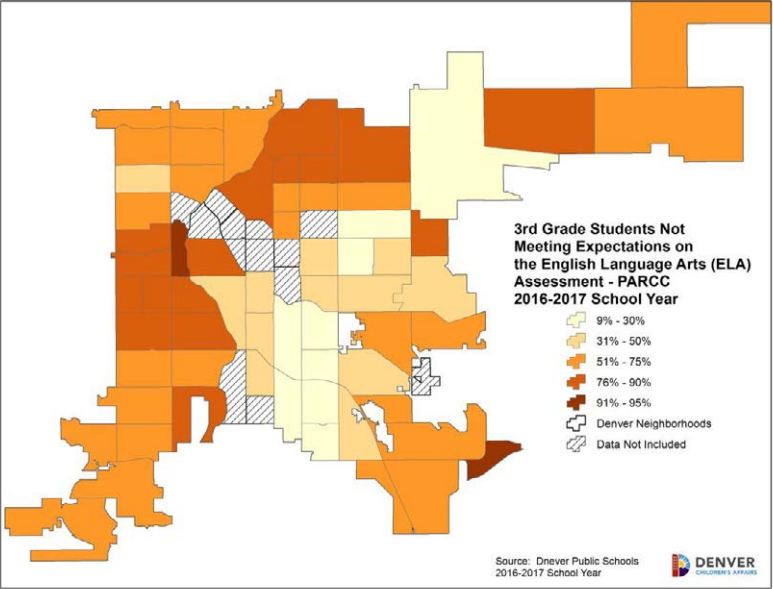 3rd Grade Students Not
Meeting Expectations on
the English Language Arts (ELA)
Assessment - PARCC
2016-2017 School Year
9% - 30%
31% - 50%
51% - 75%
76% - 90%
91% - 95%
Denver Neighborhoods
Data Not Included
Source: Dnever Public Schools
2016-2017 School Year
DENVER
CHILDREN'S AFFAIRS